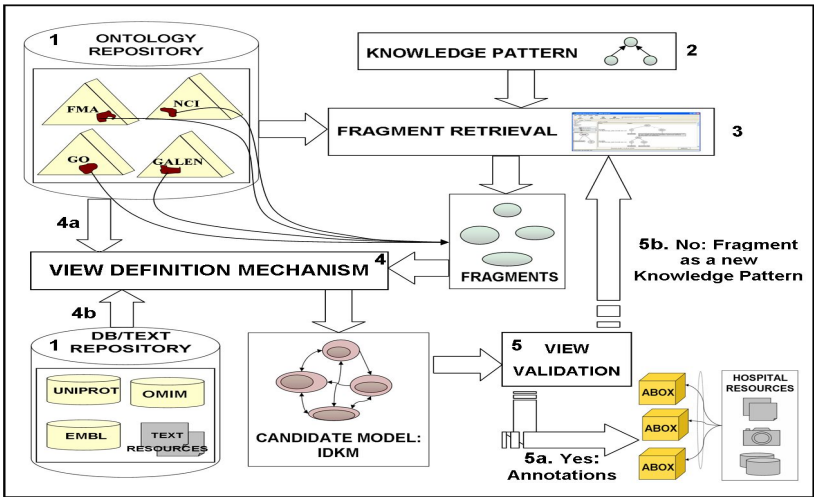 1 ONTOLOGY
REPOSITORY
FMA
NCI
GO
GALEN
KNOWLEDGE PATTERN
2
FRAGMENT RETRIEVAL
3
4a
FRAGMENTS
5b. No: Fragment
as a new
Knowledge Pattern
VIEW DEFINITION MECHANISM 4
4b
DB/TEXT
1 REPOSITORY
UNIPROT
OMIM
EMBL
TEXT
RESOURCES
CANDIDATE MODEL:
IDKM
5 VIEW
VALIDATION
5a. Yes:
Annotations
ABOX
ABOX
ABOX
HOSPITAL
RESOURCES